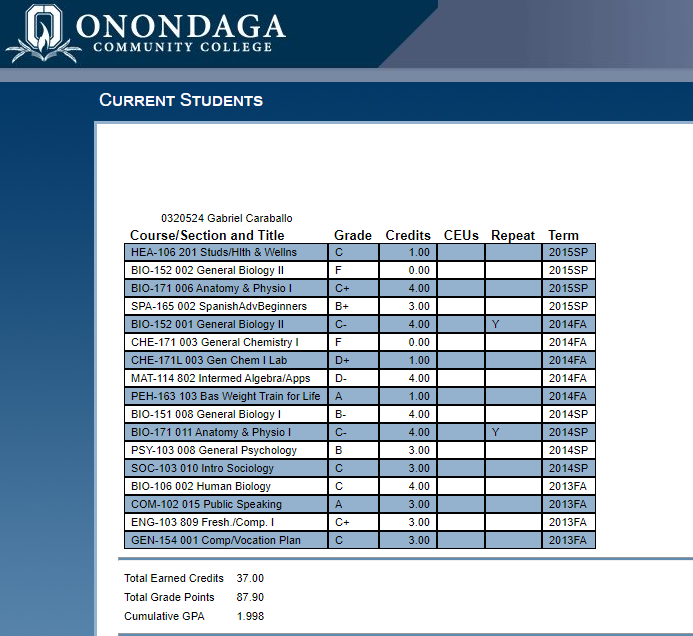 ONONDAGA
COMMUNITY COLLEGE
CURRENT STUDENTS
0320524 Gabriel Caraballo
Course/Section and Title Grade Credits CEUs Repeat Term
HEA-106 201 Studs/Hlth & Wellns C 1.00 2015SP
BIO-152 002 General Biology II F 0.00 2015SP
BIO-171 006 Anatomy & Physio I C+ 4.00 2015SP
SPA-165 002 SpanishAdvBeginners B+ 3.00 2015SP
BIO-152 001 General Biology II C- 4.00 Y 2014FA
CHE-171 003 General Chemistry I F 0.00 2014FA
CHE-171L 003 Gen Chem I Lab D+ 1.00 2014FA
MAT-114 802 Intermed Algebra/Apps D- 4.00 2014FA
PEH-163 103 Bas Weight Train for Life A 1.00 2014FA
BIO-151 008 General Biology I B- 4.00 2014SP
BIO-171 011 Anatomy & Physio I C- 4.00 Y 2014SP
PSY-103 008 General Psychology B 3.00 2014SP
SOC-103 010 Intro Sociology C 3.00 2014SP
BIO-106 002 Human Biology C 4.00 2013FA
COM-102 015 Public Speaking A 3.00 2013FA
ENG-103 809 Fresh./Comp. I C+ 3.00 2013FA
GEN-154 001 Comp/Vocation Plan C 3.00 2013FA
Total Earned Credits 37.00
Total Grade Points 87.90
Cumulative GPA 1.998